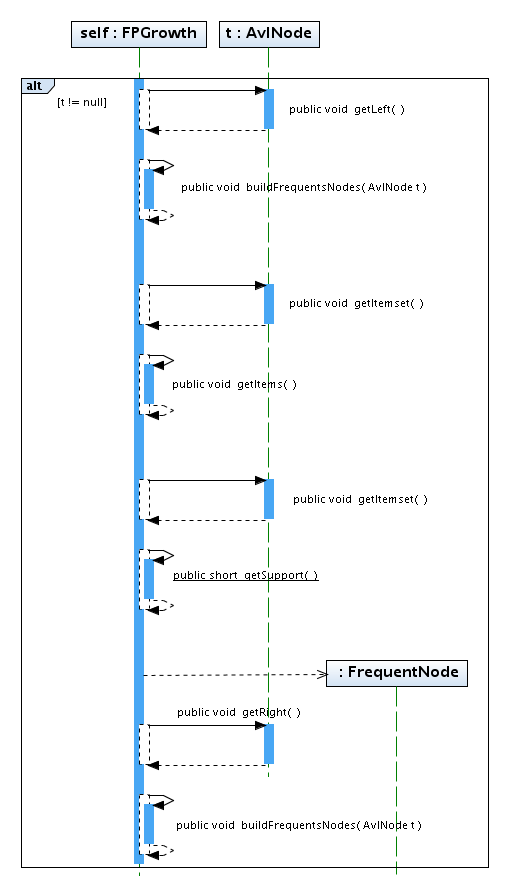 self : FPGrowth
t : AvlNode
alt
[t != null]
public void getLeft( )
public void buildFrequentsNodes( AvlNode t )
public void getItemset( )
public void getItems( )
public void getItemset( )
public short getSupport( )
: FrequentNode
public void getRight( )
public void buildFrequentsNodes( AvlNode t )